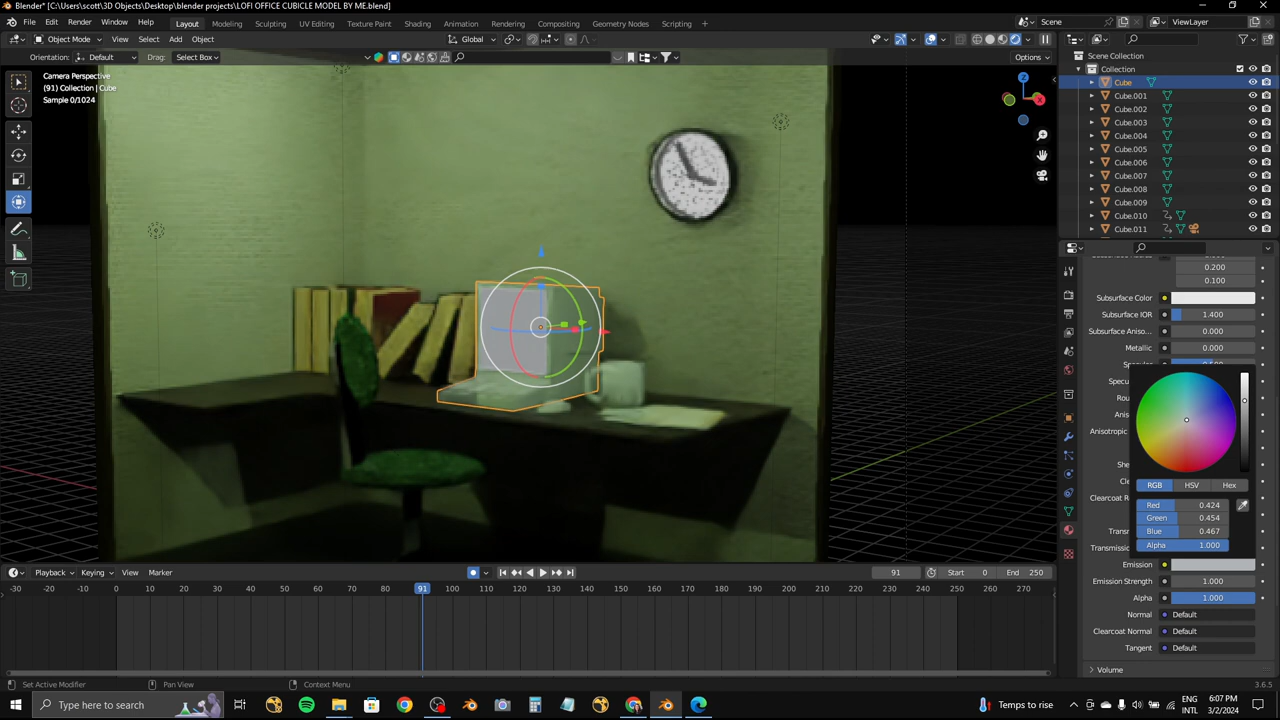 Blender* [C:\Users\scott\3D Objects\Desktop\blender projects\LOFI OFFICE CUBICLE MODEL BY ME.blend]
File Edit Render Window Help Layout Modeling Sculpting UV Editing Texture Paint Shading Animation Rendering Compositing Geometry Nodes Scripting + Scene ViewLayer
Object Mode View Select Add Object Global
Orientation: Default Drag: Select Box Options
Camera Perspective
(91) Collection | Cube
Sample 0/1024
Scene Collection
Collection
Cube
Cube.001
Cube.002
Cube.003
Cube.004
Cube.005
Cube.006
Cube.007
Cube.008
Cube.009
Cube.010
Cube.011
0.200
0.100
Subsurface Color
Subsurface IOR 1.400
Subsurface Aniso... 0.000
Metallic 0.000
RGB HSV Hex
Red 0.424
Green 0.454
Blue 0.467
Alpha 1.000
Emission
Emission Strength 1.000
Alpha 1.000
Normal Default
Clearcoat Normal Default
Tangent Default
Volume
Playback Keying View Marker 91 Start 0 End 250
-30 -20 -10 0 10 20 30 40 50 60 70 80 91 100 110 120 130 140 150 160 170 180 190 200 210 220 230 240 250 260 270
Set Active Modifier Pan View Context Menu 3.6.5
Type here to search Temps to rise ENG INTL 6:07 PM 3/2/2024